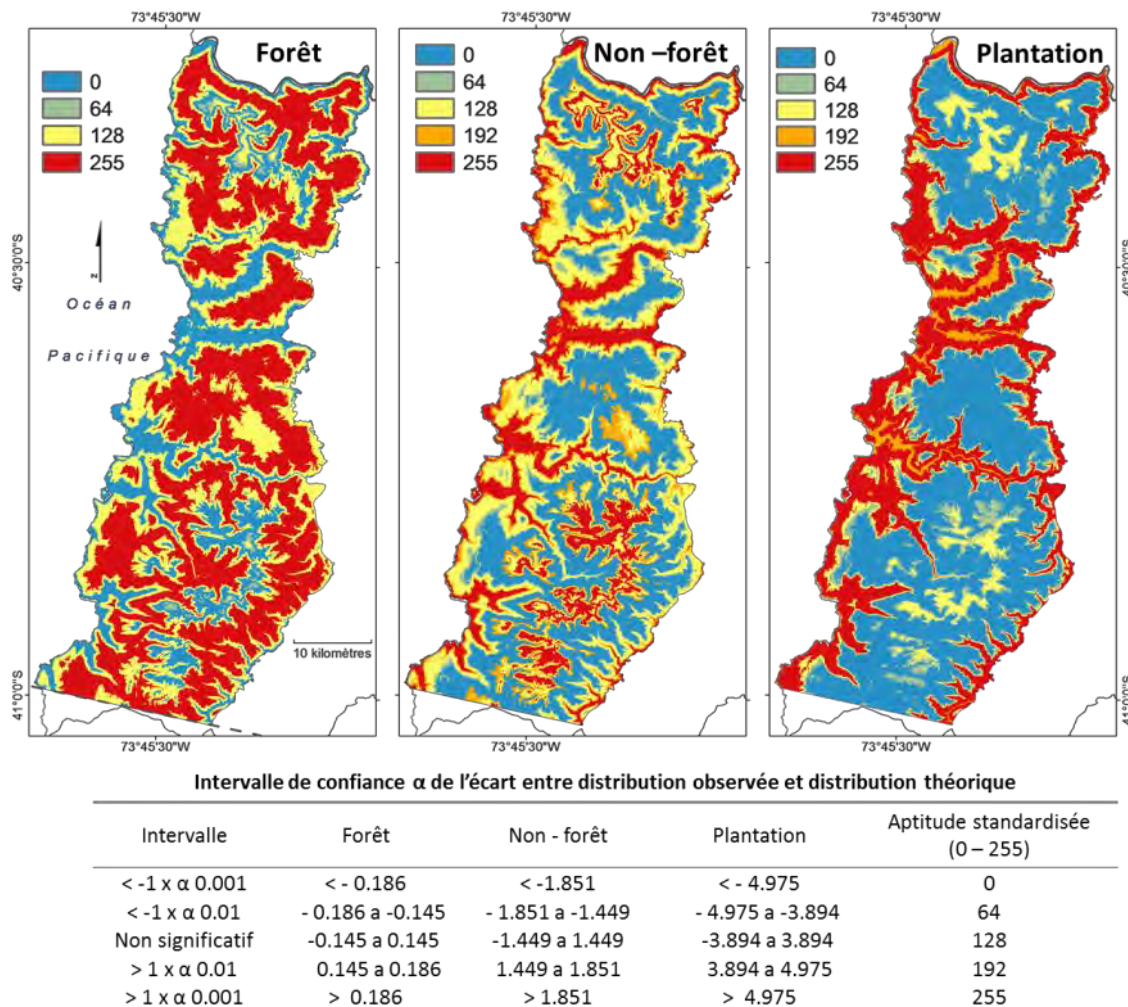 73°45'30"W
73°45'30"W
73°45'30"W
Forêt
0
64
128
255
Non –forêt
0
64
128
192
255
Plantation
0
64
128
192
255
40°30'0"S
40°30'0"S
N
Océan
Pacifique
10 kilomètres
41°0'0"S
41°0'0"S
73°45'30"W
73°45'30"W
73°45'30"W
Intervalle de confiance α de l'écart entre distribution observée et distribution théorique
Intervalle Forêt Non - forêt Plantation Aptitude standardisée
(0 – 255)
< -1 x α 0.001 < - 0.186 < -1.851 < - 4.975 0
< -1 x α 0.01 - 0.186 a -0.145 - 1.851 a -1.449 - 4.975 a -3.894 64
Non significatif -0.145 a 0.145 -1.449 a 1.449 -3.894 a 3.894 128
> 1 x α 0.01 0.145 a 0.186 1.449 a 1.851 3.894 a 4.975 192
> 1 x α 0.001 > 0.186 > 1.851 > 4.975 255